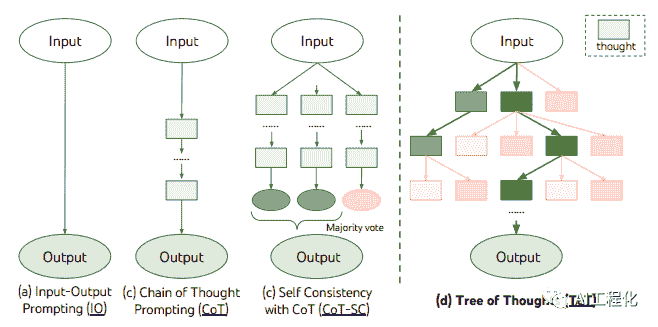 Input
Input
Input
Input
thought
......
......
......
......
......
Majority vote
Output
Output
Output
Output
(a) Input-Output
Prompting (IO)
(c) Chain of Thought
Prompting (CoT)
(c) Self Consistency
with CoT (CoT-SC)
(d) Tree of Thought
AI工程化